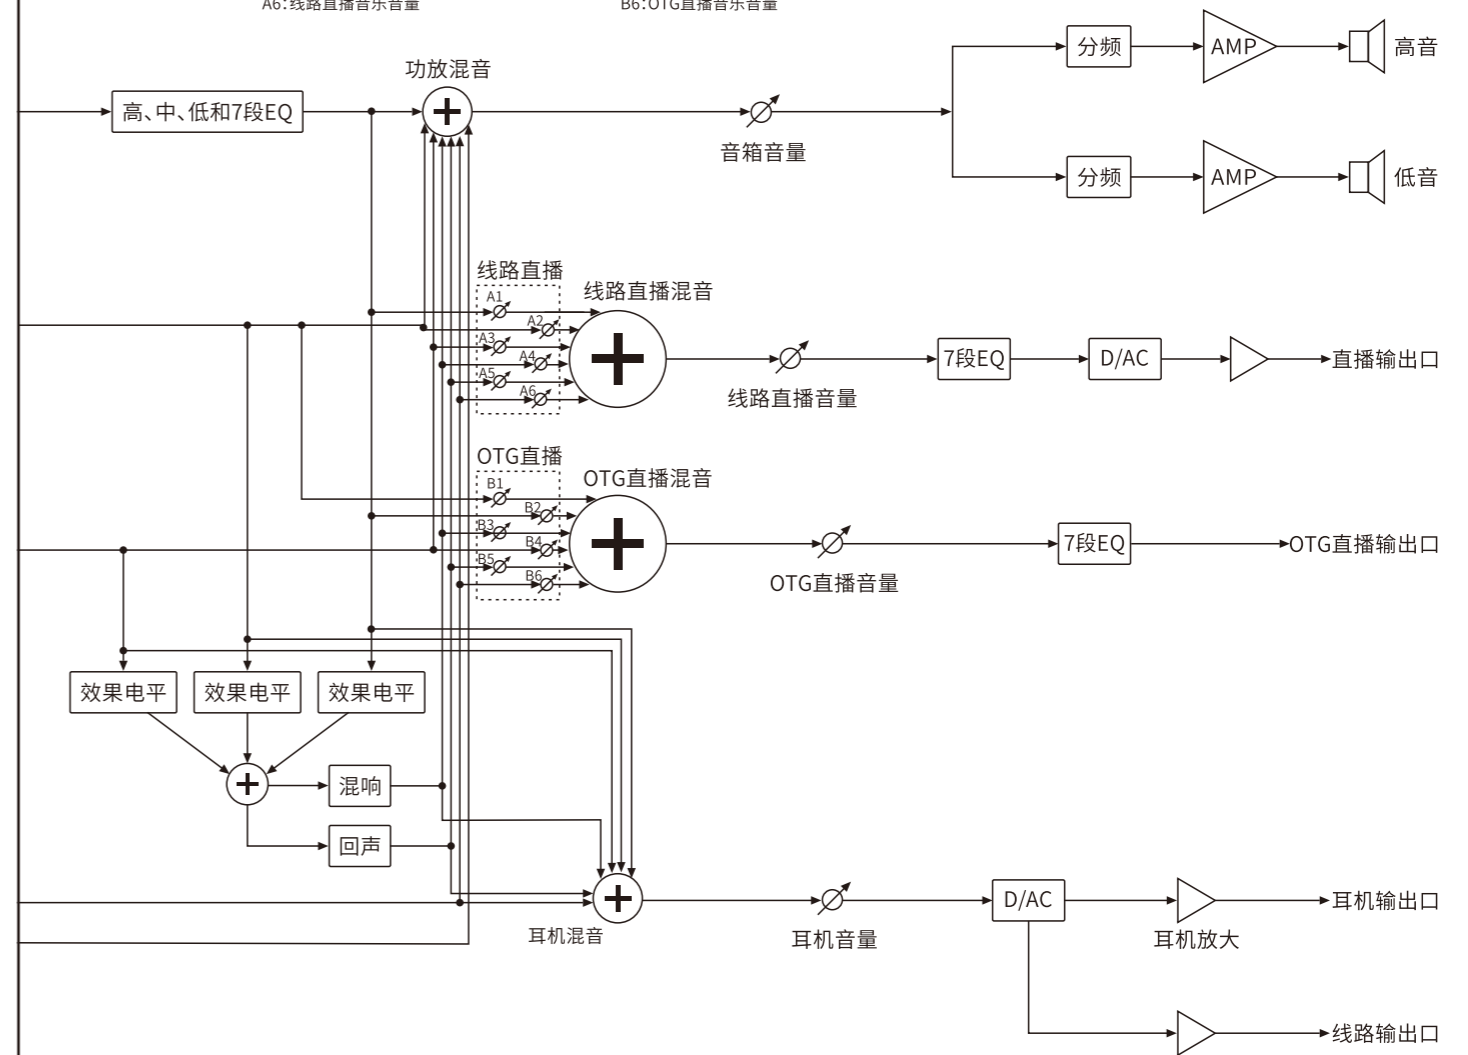 A6:线路直播音乐音量
B6:OTG直播音乐音量
功放混音
高、中、低和7段EQ
音箱音量
分频
AMP
高音
分频
AMP
低音
线路直播
A1
A2
A3
A4
A5
A6
线路直播混音
线路直播音量
7段EQ
D/AC
直播输出口
OTG直播
B1
B2
B3
B4
B5
B6
OTG直播混音
OTG直播音量
7段EQ
OTG直播输出口
效果电平
效果电平
效果电平
混响
回声
耳机混音
耳机音量
D/AC
耳机放大
耳机输出口
线路输出口